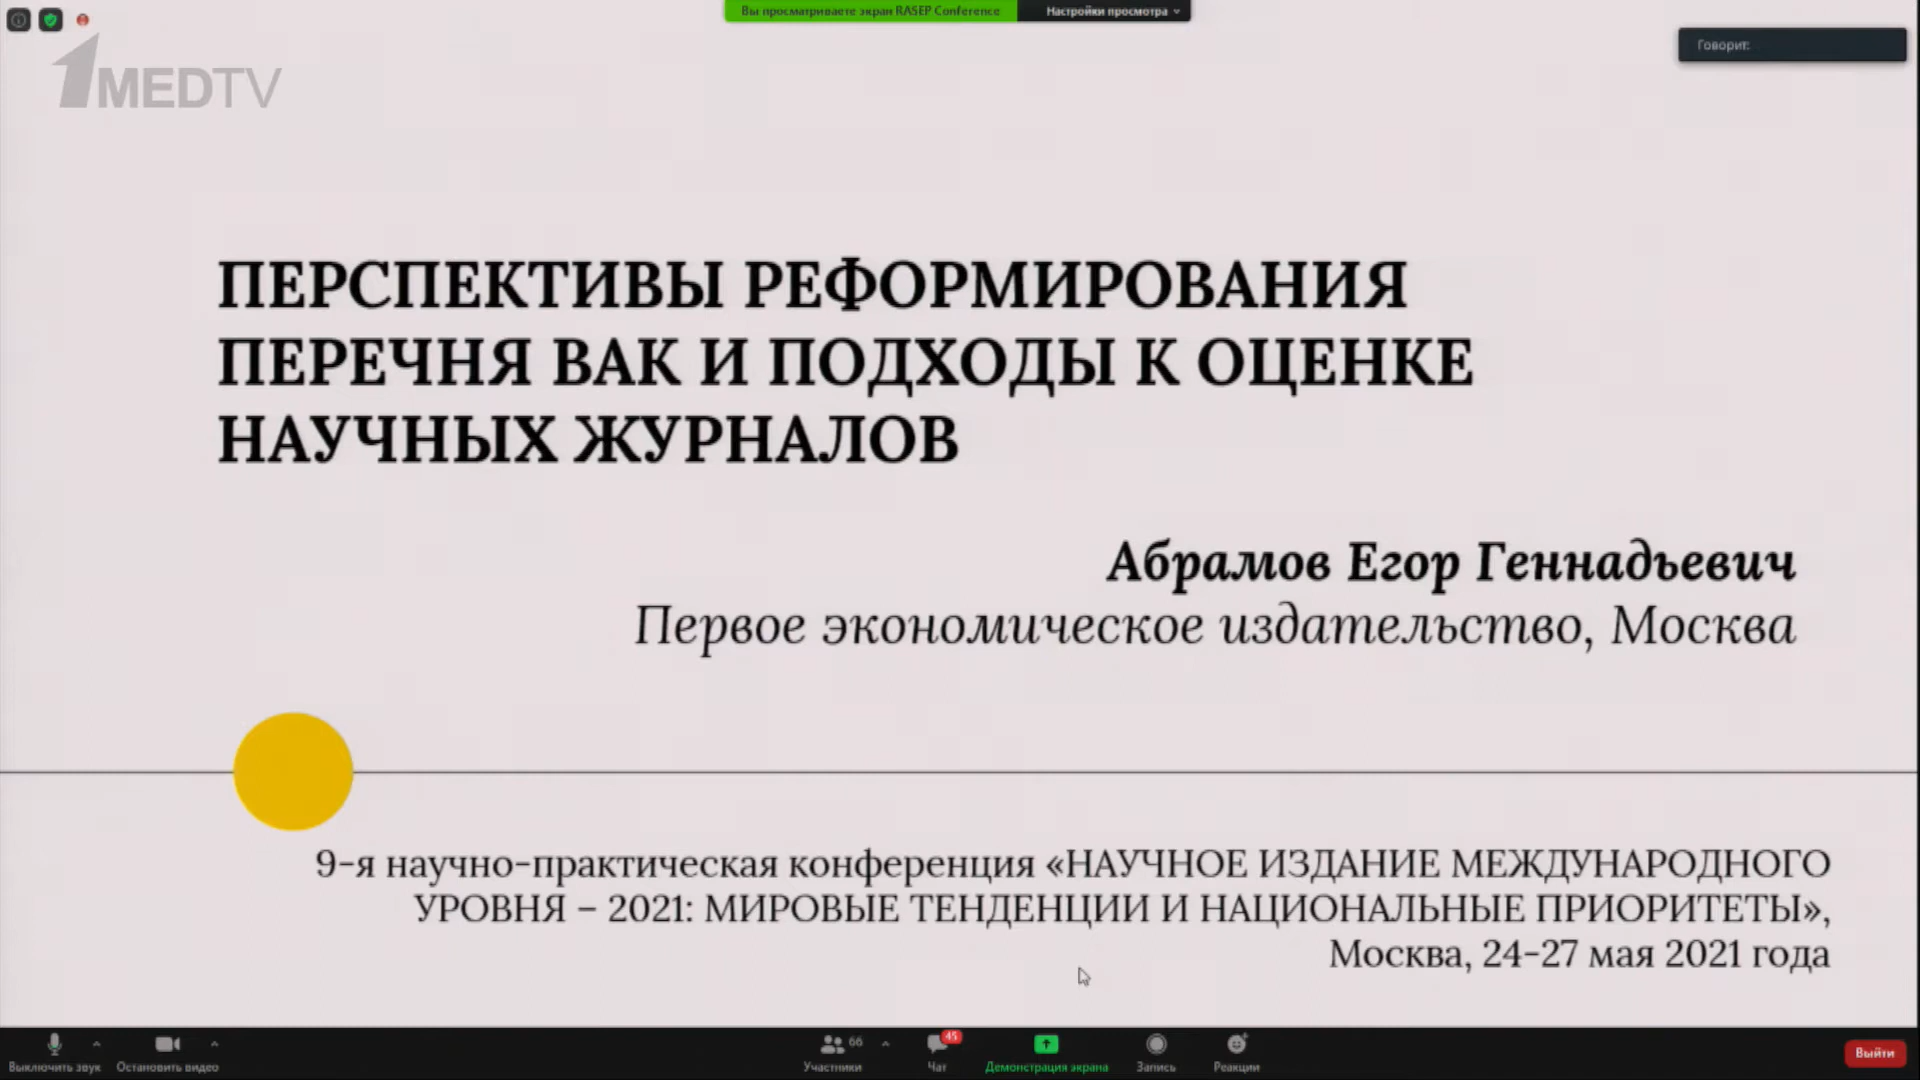 Вы просматриваете экран RASEP Conference
Настройки просмотра
Говорит:
1MEDTV
ПЕРСПЕКТИВЫ РЕФОРМИРОВАНИЯ
ПЕРЕЧНЯ ВАК И ПОДХОДЫ К ОЦЕНКЕ
НАУЧНЫХ ЖУРНАЛОВ
Абрамов Егор Геннадьевич
Первое экономическое издательство, Москва
9-я научно-практическая конференция «НАУЧНОЕ ИЗДАНИЕ МЕЖДУНАРОДНОГО
УРОВНЯ – 2021: МИРОВЫЕ ТЕНДЕНЦИИ И НАЦИОНАЛЬНЫЕ ПРИОРИТЕТЫ»,
Москва, 24-27 мая 2021 года
66
45
Выключить звук
Остановить видео
Участники
Чат
Демонстрация экрана
Запись
Реакции
Выйти